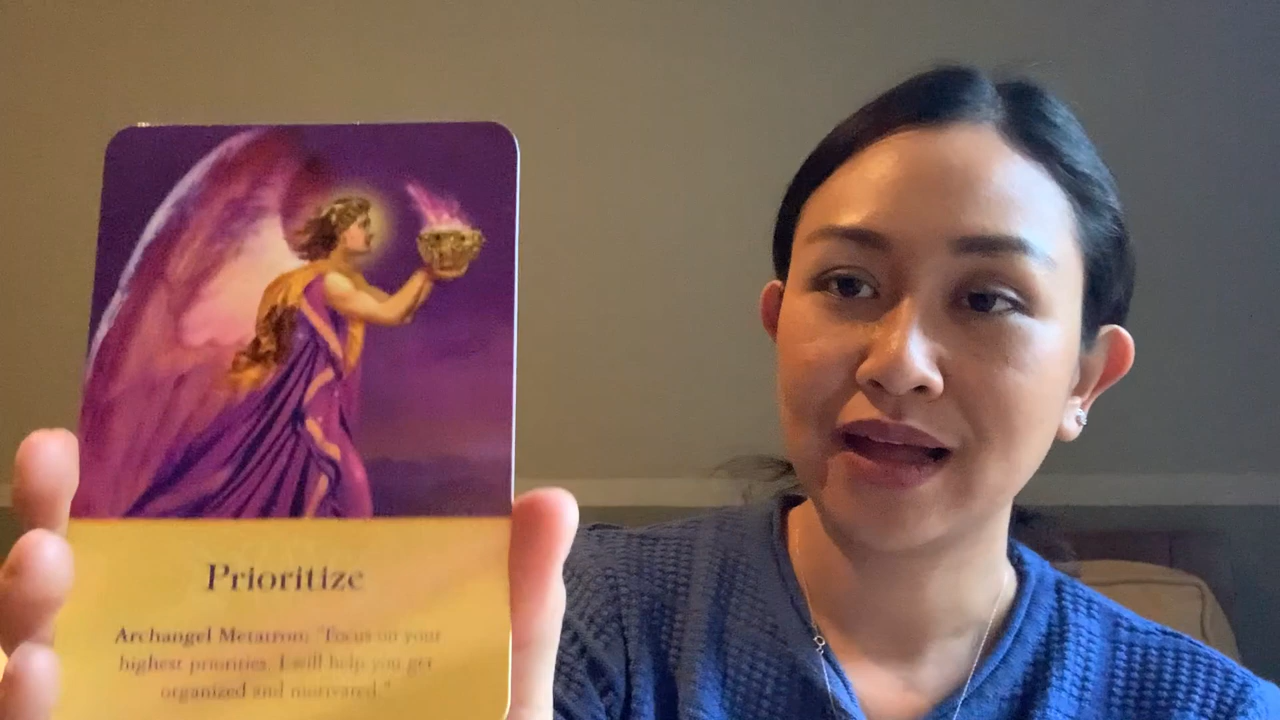 Prioritize
Archangel Metatron: "Focus on your
highest priorities. I will help you get
organized and motivated."